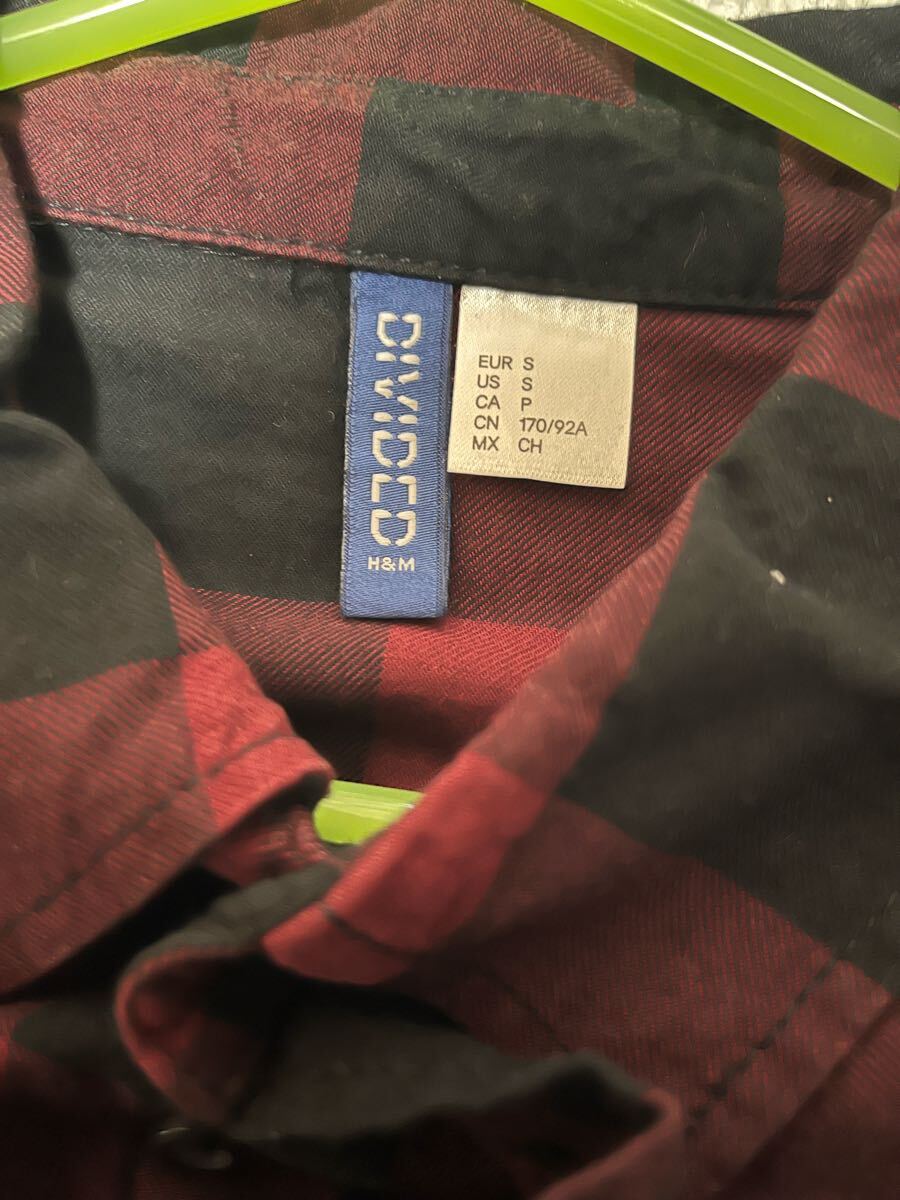 DIVIDED
H&M
EUR S
US S
CA P
CN 170/92A
MX CH